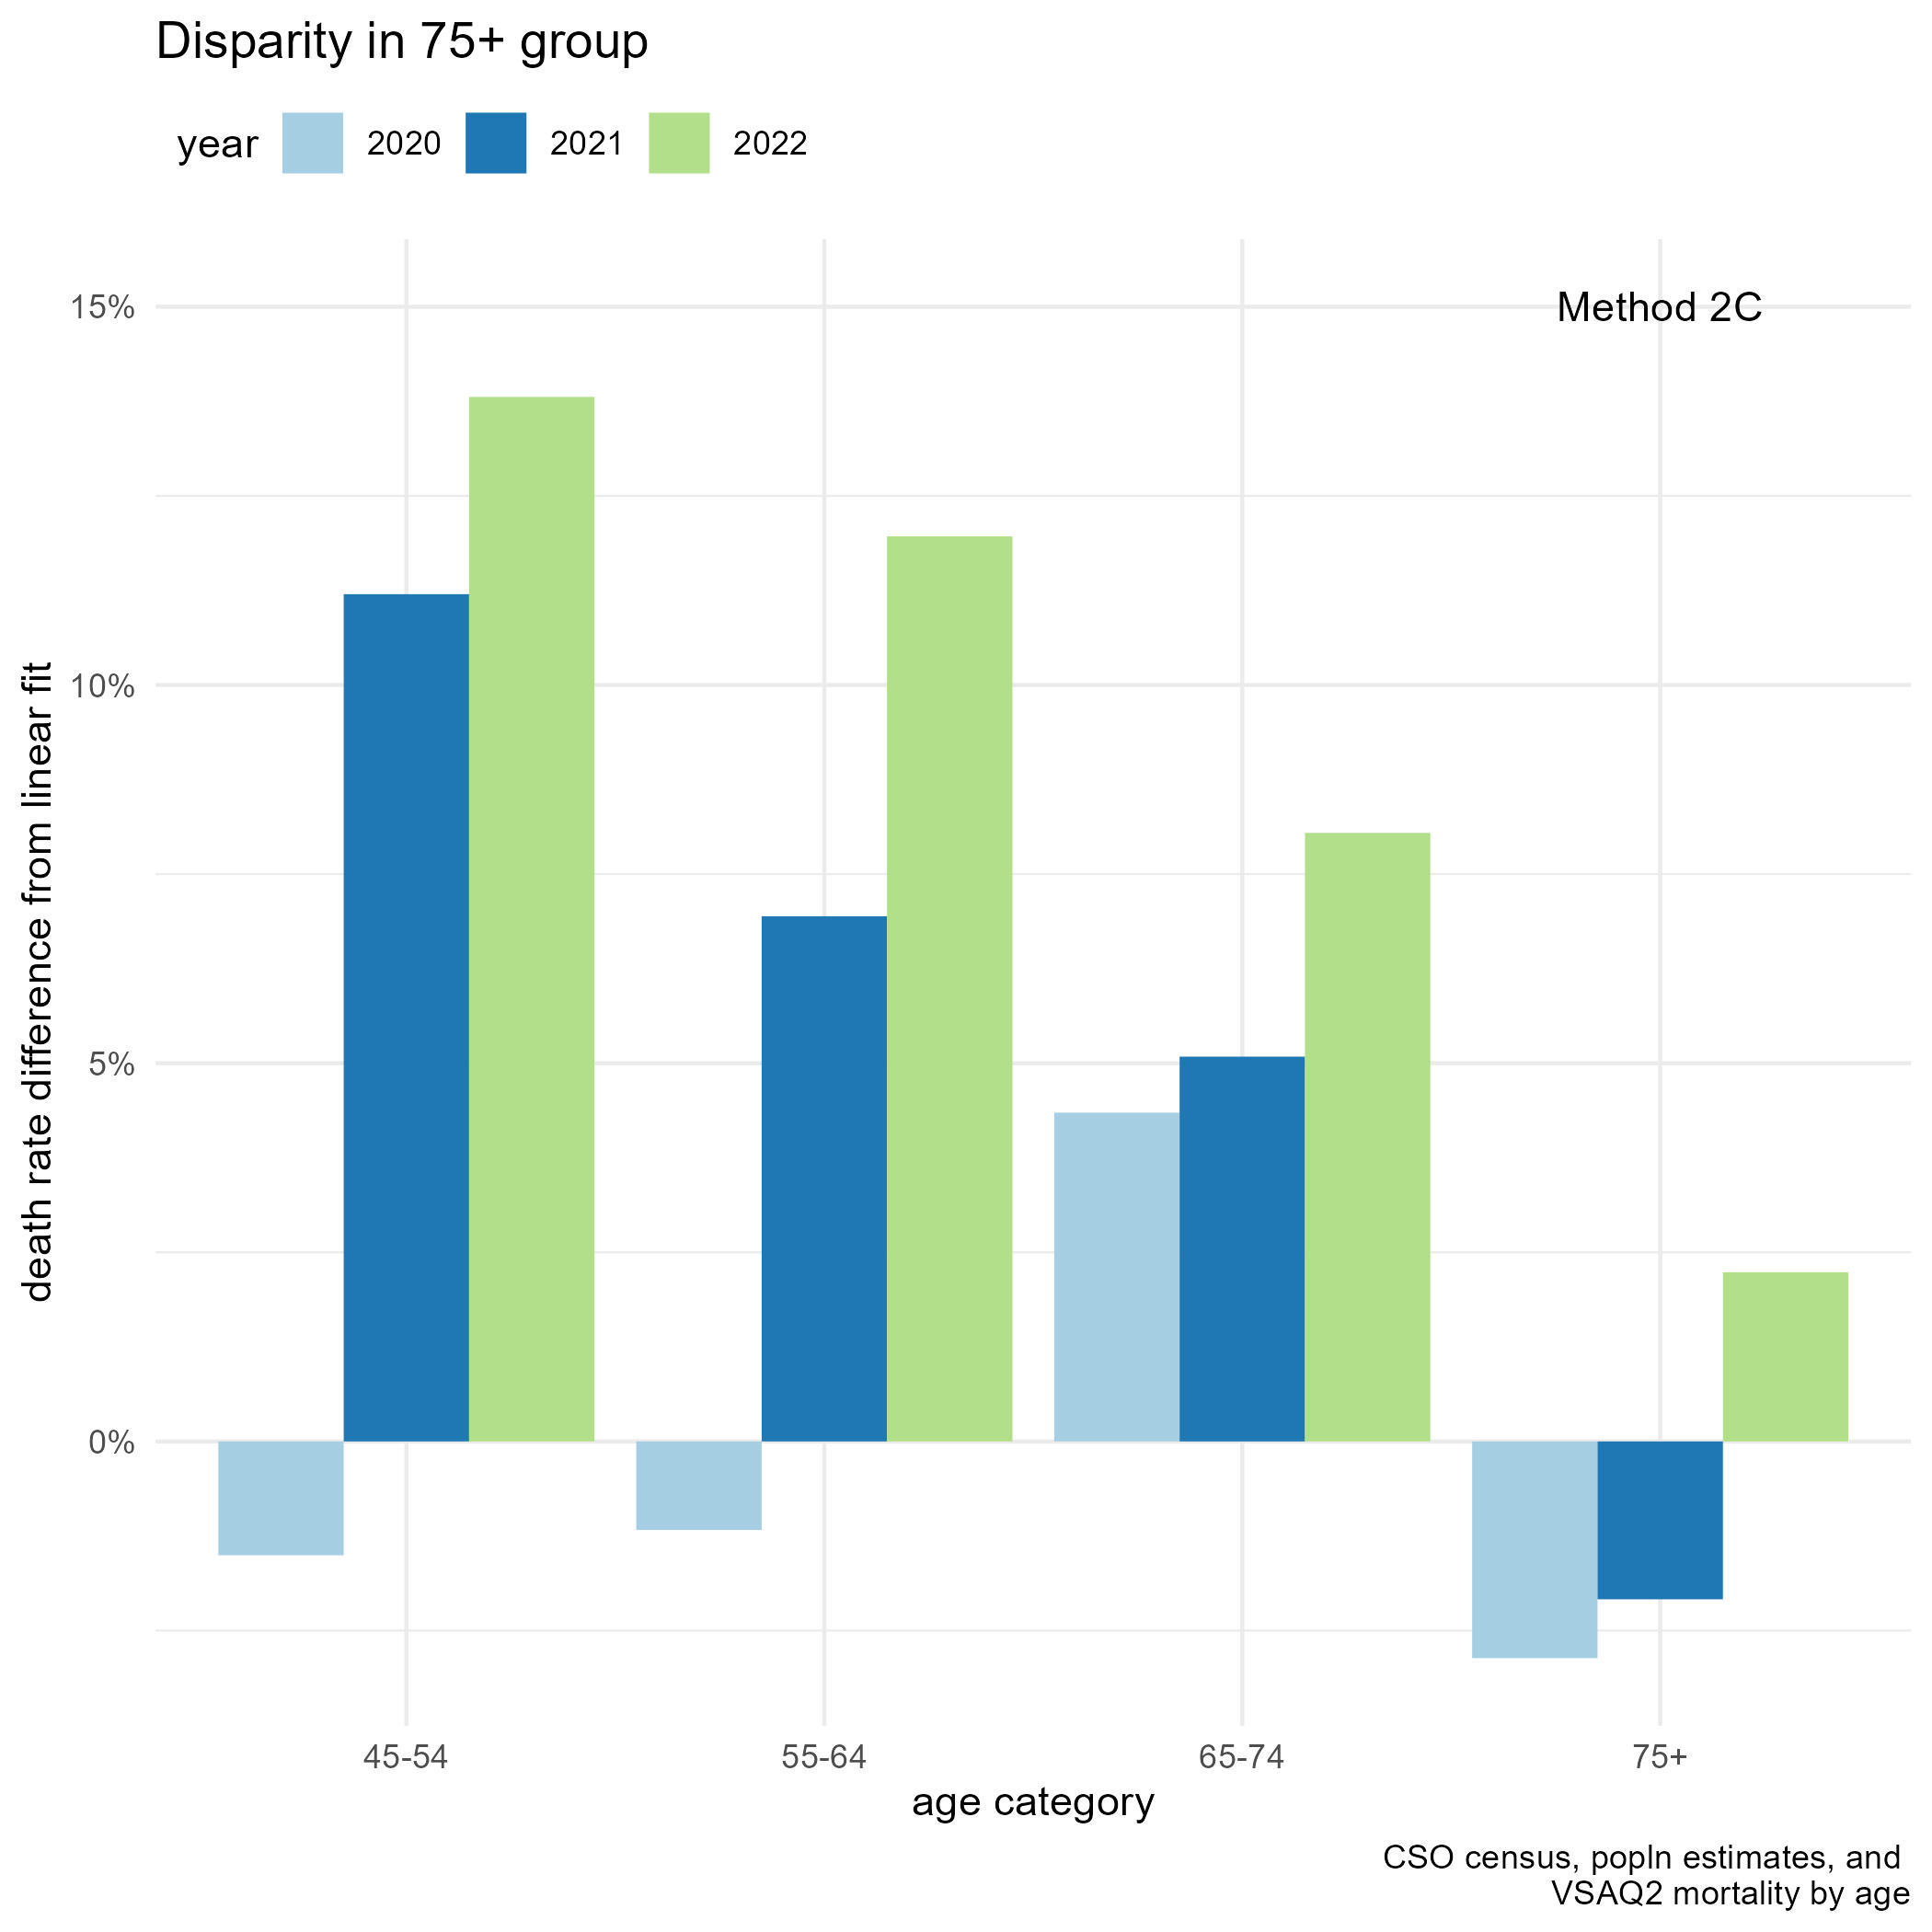 Disparity in 75+ group
year 2020 2021 2022
Method 2C
15%
10%
5%
0%
death rate difference from linear fit
45-54 55-64 65-74 75+
age category
CSO census, popln estimates, and
VSAQ2 mortality by age